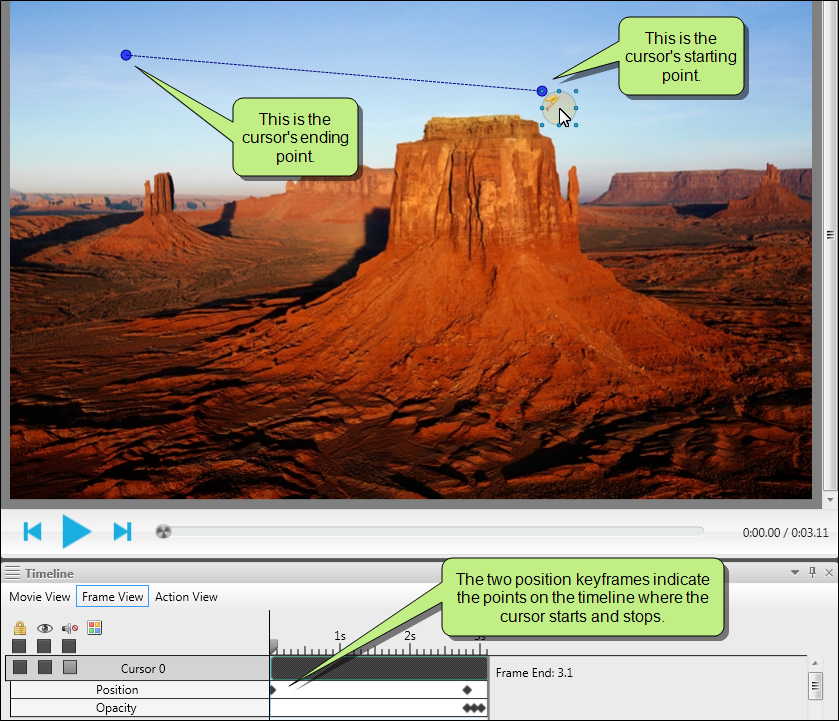 This is the
cursor's starting
point.
This is the
cursor's ending
point.
0:00.00 / 0:03.11
Timeline
The two position keyframes indicate
the points on the timeline where the
cursor starts and stops.
Movie View Frame View Action View
1s 2s 3s
Cursor 0
Frame End: 3.1
Position
Opacity